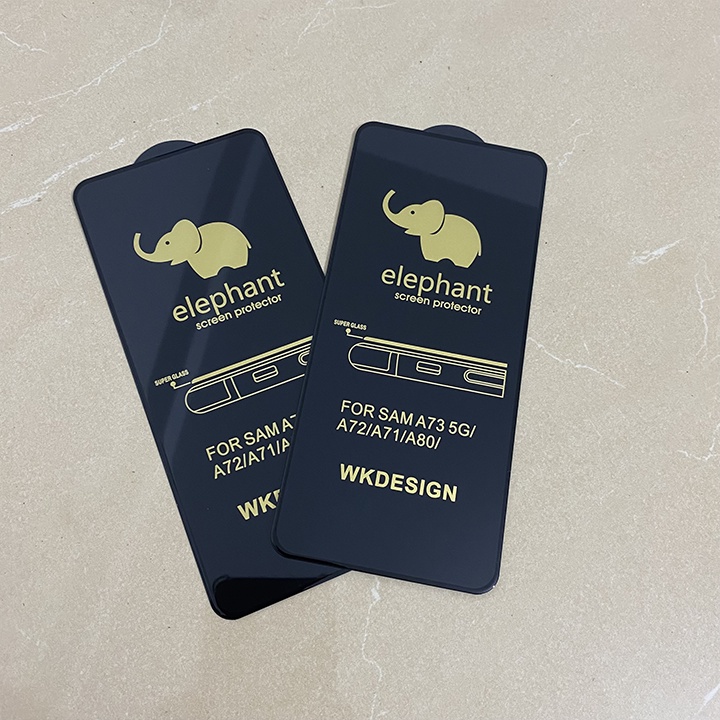 elephant
screen protector
SUPER GLASS
FOR SAM A7
A72/A71/A
WK
elephant
screen protector
SUPER GLASS
FOR SAM A73 5G/
A72/A71/A80/
WKDESIGN